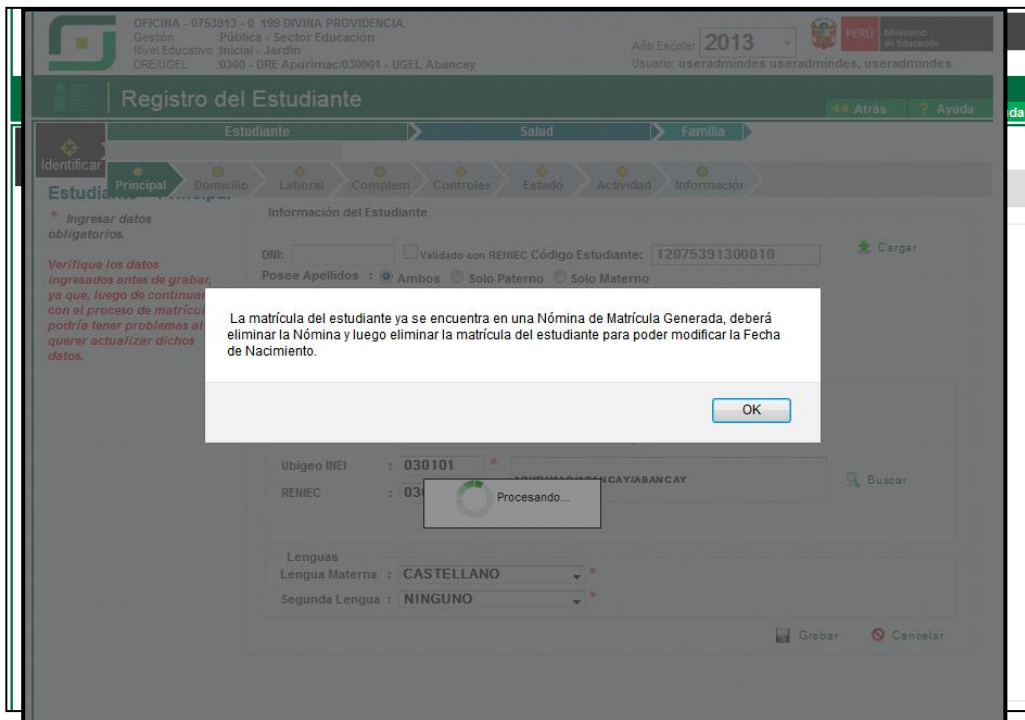 OFICINA - 0753913 - 0 199 DIVINA PROVIDENCIA
Gestión :Pública - Sector Educación
Nivel Educativo :Inicial - Jardín
DRE/UGEL :0300 - DRE Apurimac/030001 - UGEL Abancay
Año Escolar 2013
PERÚ Ministerio de Educación
Usuario: useradmindes useradmindes, useradmindes
Registro del Estudiante
Atrás ? Ayuda
da
Estudiante Salud Familia
Identificar
Principal Domicilio Laboral Complem Controles Estado Actividad Informació
* Ingresar datos
obligatorios.
Verifique los datos
ingresados antes de grabar,
ya que, luego de continuar
con el proceso de matrícul
podría tener problemas al
querer actualizar dichos
datos.
Información del Estudiante
DNI: Validado con RENIEC Código Estudiante: 12075391300010 Cargar
Posee Apellidos : Ambos Solo Paterno Solo Materno
La matrícula del estudiante ya se encuentra en una Nómina de Matrícula Generada, deberá
eliminar la Nómina y luego eliminar la matrícula del estudiante para poder modificar la Fecha
de Nacimiento.
OK
Ubigeo INEI : 030101 *
RENIEC : 03
Buscar
Procesando...
Lenguas
Lengua Materna : CASTELLANO *
Segunda Lengua : NINGUNO *
Grabar Cancelar